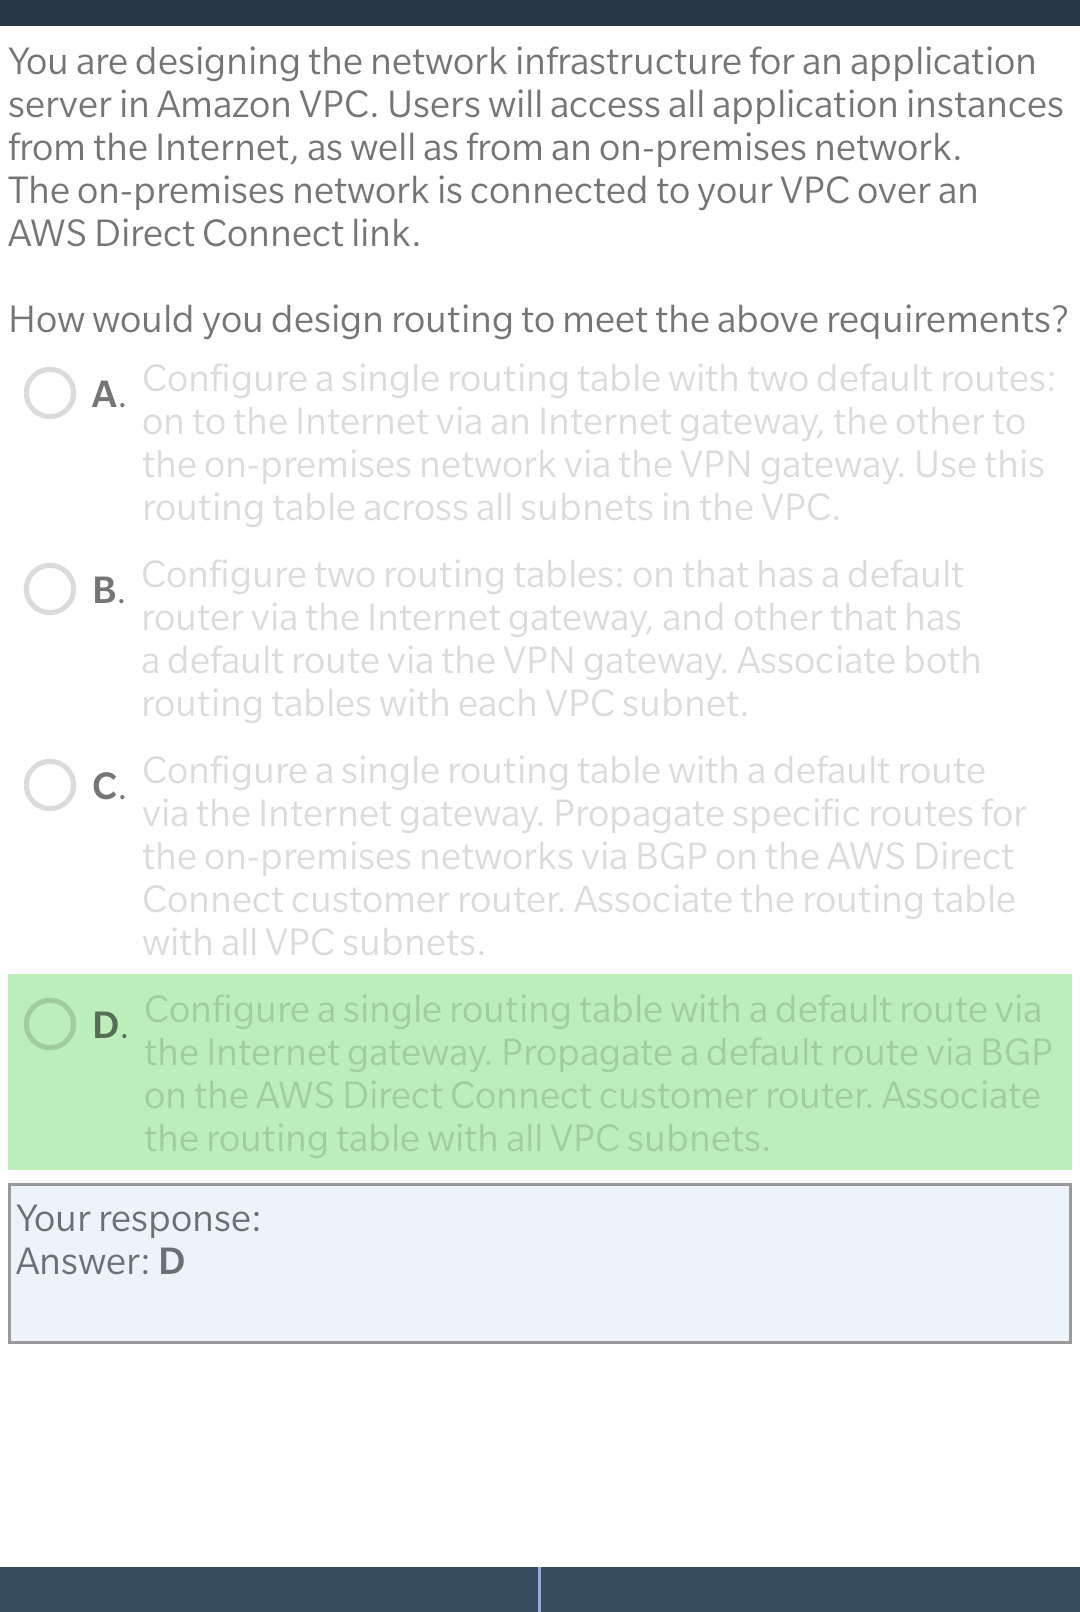 You are designing the network infrastructure for an application
server in Amazon VPC. Users will access all application instances
from the Internet, as well as from an on-premises network.
The on-premises network is connected to your VPC over an
AWS Direct Connect link.
How would you design routing to meet the above requirements?
A. Configure a single routing table with two default routes:
on to the Internet via an Internet gateway, the other to
the on-premises network via the VPN gateway. Use this
routing table across all subnets in the VPC.
B. Configure two routing tables: on that has a default
router via the Internet gateway, and other that has
a default route via the VPN gateway. Associate both
routing tables with each VPC subnet.
C. Configure a single routing table with a default route
via the Internet gateway. Propagate specific routes for
the on-premises networks via BGP on the AWS Direct
Connect customer router. Associate the routing table
with all VPC subnets.
D. Configure a single routing table with a default route via
the Internet gateway. Propagate a default route via BGP
on the AWS Direct Connect customer router. Associate
the routing table with all VPC subnets.
Your response:
Answer: D